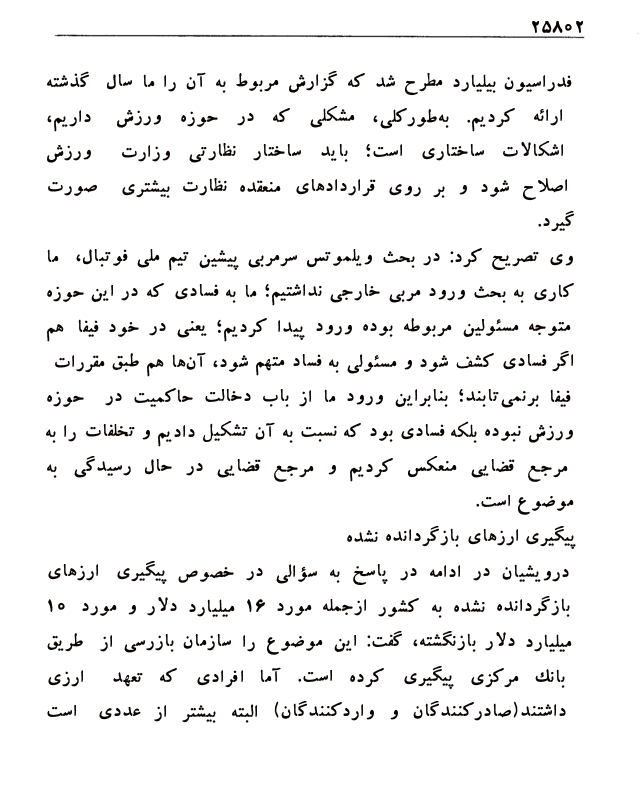 ۲۵۸۰۲
فدراسیون بیلیارد مطرح شد که گزارش مربوط به آن را ما سال گذشته
ارائه کردیم. به‌طورکلی، مشکلی که در حوزه ورزش داریم،
اشکالات ساختاری است؛ باید ساختار نظارتی وزارت ورزش
اصلاح شود و بر روی قراردادهای منعقده نظارت بیشتری صورت
گیرد.
وی تصریح کرد: در بحث ویلموتس سرمربی پیشین تیم ملی فوتبال، ما
کاری به بحث ورود مربی خارجی نداشتیم؛ ما به فسادی که در این حوزه
متوجه مسئولین مربوطه بوده ورود پیدا کردیم؛ یعنی در خود فیفا هم
اگر فسادی کشف شود و مسئولی به فساد متهم شود، آن‌ها هم طبق مقررات
فیفا برنمی‌تابند؛ بنابراین ورود ما از باب دخالت حاکمیت در حوزه
ورزش نبوده بلکه فسادی بود که نسبت به آن تشکیل دادیم و تخلفات را به
مرجع قضایی منعکس کردیم و مرجع قضایی در حال رسیدگی به
موضوع است.
پیگیری ارزهای بازگردانده نشده
درویشیان در ادامه در پاسخ به سؤالی در خصوص پیگیری ارزهای
بازگردانده نشده به کشور ازجمله مورد ۱۶ میلیارد دلار و مورد ۱۰
میلیارد دلار بازنگشته، گفت: این موضوع را سازمان بازرسی از طریق
بانك مرکزی پیگیری کرده است. آما افرادی که تعهد ارزی
داشتند(صادرکنندگان و واردکنندگان) البته بیشتر از عددی است